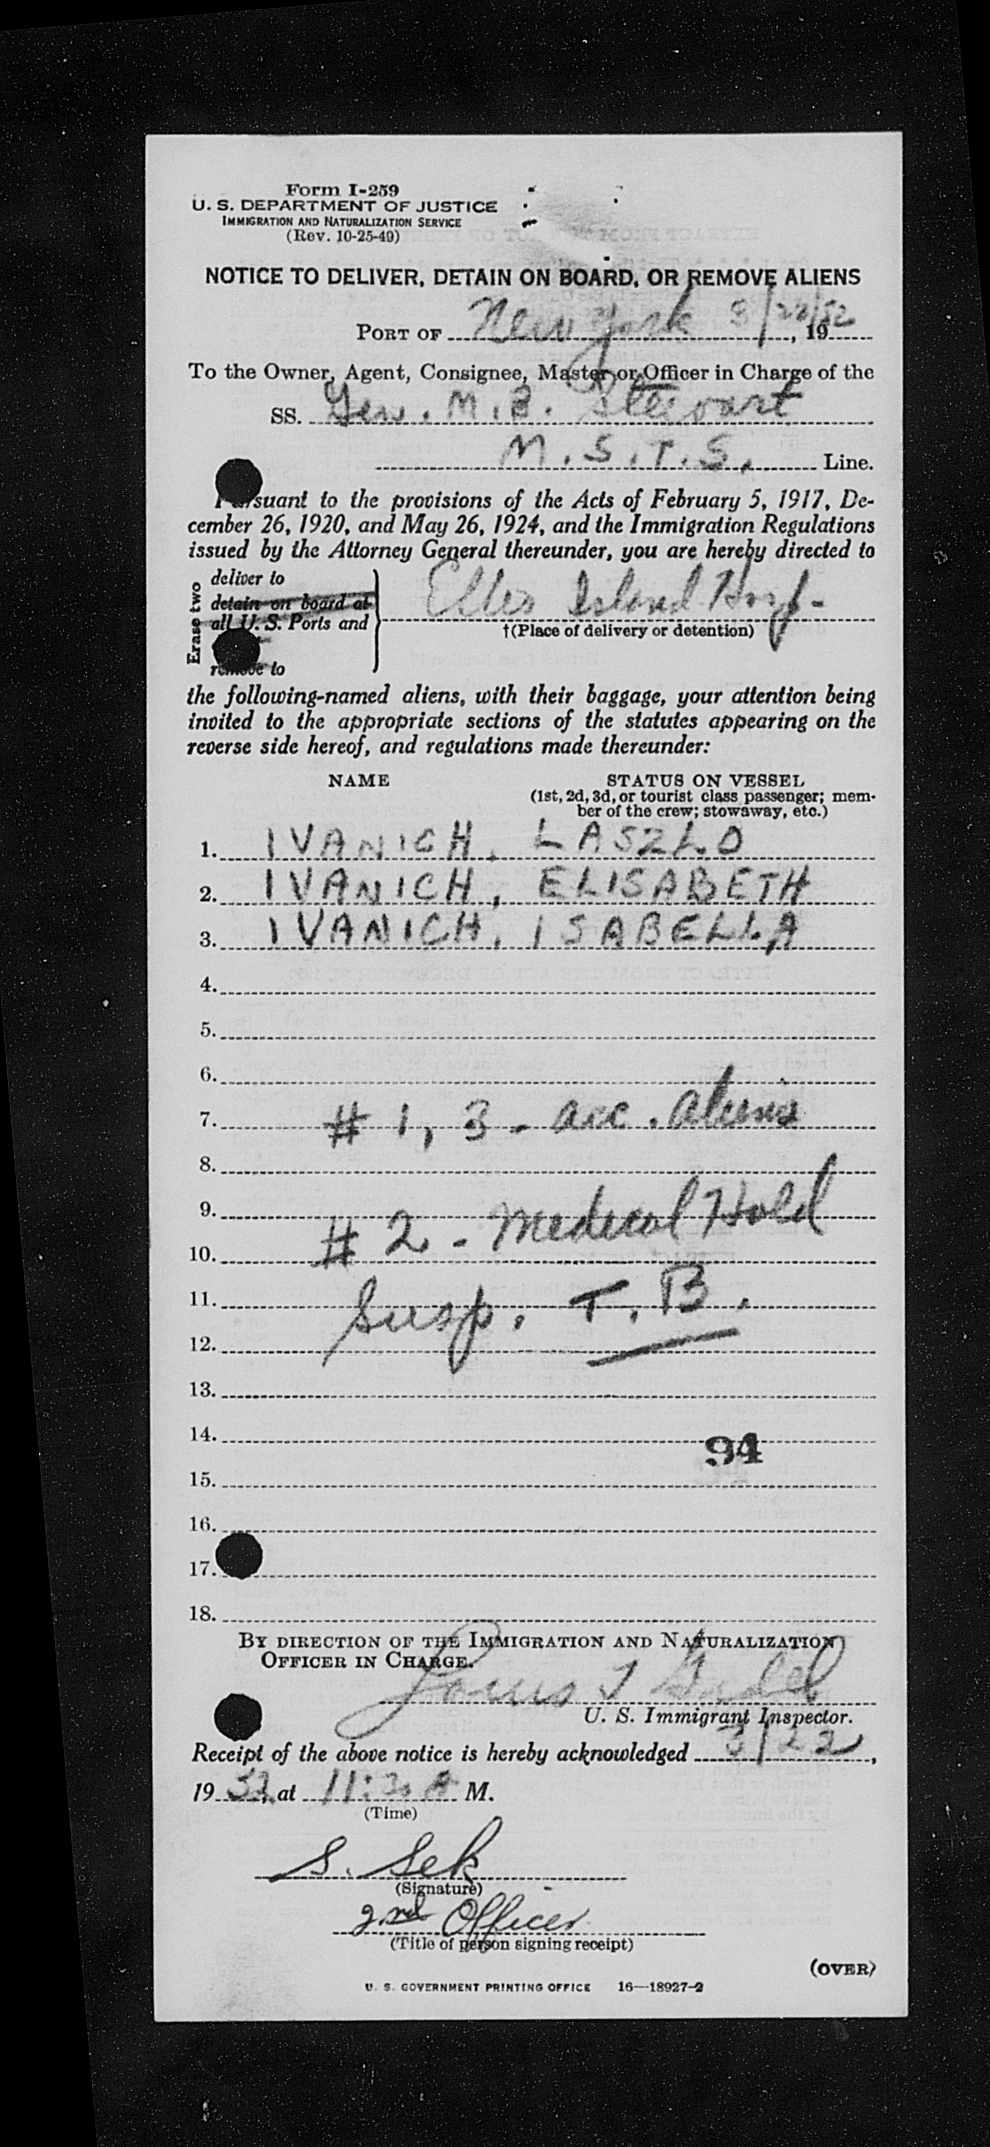 Form I-259
U. S. DEPARTMENT OF JUSTICE
IMMIGRATION AND NATURALIZATION SERVICE
(Rev. 10-25-49)
NOTICE TO DELIVER, DETAIN ON BOARD, OR REMOVE ALIENS
PORT OF New York 3/22/52, 19
To the Owner, Agent, Consignee, Master or Officer in Charge of the
SS. Gen. M. B. Stewart
M. S. T. S. Line.
Pursuant to the provisions of the Acts of February 5, 1917, De-
cember 26, 1920, and May 26, 1924, and the Immigration Regulations
issued by the Attorney General thereunder, you are hereby directed to
Erase two
deliver to
detain on board at
all U. S. Ports and
remove to
Ellis Island Hosp.
†(Place of delivery or detention)
the following-named aliens, with their baggage, your attention being
invited to the appropriate sections of the statutes appearing on the
reverse side hereof, and regulations made thereunder:
NAME STATUS ON VESSEL
(1st, 2d, 3d, or tourist class passenger; mem-
ber of the crew; stowaway, etc.)
1. IVANICH, LASZLO
2. IVANICH, ELISABETH
3. IVANICH, ISABELLA
4.
5.
6.
7. # 1, 3 - acc. aliens
8.
9.
10. # 2 - Medical Hold
11. Susp. T. B.
12.
13.
14.
94
15.
16.
17.
18.
BY DIRECTION OF THE IMMIGRATION AND NATURALIZATION
OFFICER IN CHARGE.
Louis T
U. S. Immigrant Inspector.
Receipt of the above notice is hereby acknowledged 3/22,
1952, at A M.
(Time)
S. Sek
(Signature)
2nd Officer
(Title of person signing receipt)
(OVER)
U. S. GOVERNMENT PRINTING OFFICE 16—18927-2